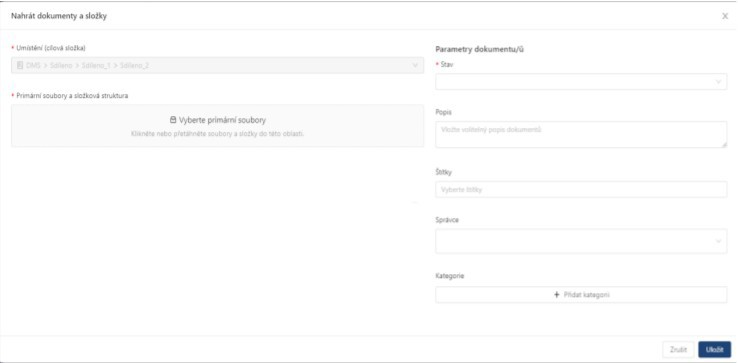 Nahrát dokumenty a složky
* Umístění (cílová složka)
DMS > Sdíleno > Sdíleno_1 > Sdíleno_2
* Primární soubory a složková struktura
Vyberte primární soubory
Klikněte nebo přetáhněte soubory a složky do této oblasti.
Parametry dokumentu/ů
* Stav
Popis
Vložte volitelný popis dokumentů
Štítky
Vyberte štítky
Správce
Kategorie
+ Přidat kategorii
Zrušit
Uložit